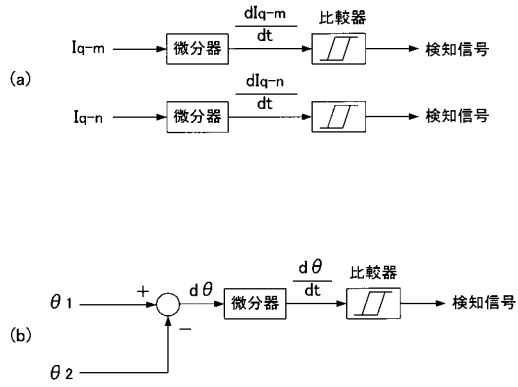 (a)
Iq-m
微分器
dIq-m
dt
比較器
検知信号
Iq-n
微分器
dIq-n
dt
検知信号
(b)
θ1
+
−
θ2
dθ
微分器
dθ
dt
比較器
検知信号